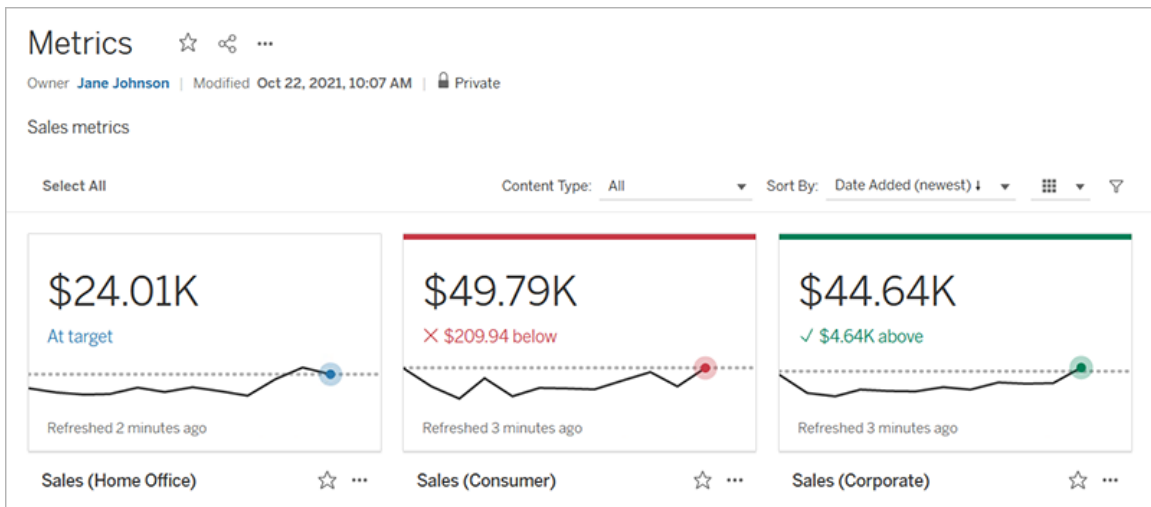 Metrics
Owner Jane Johnson | Modified Oct 22, 2021, 10:07 AM | Private
Sales metrics
Select All
Content Type: All
Sort By: Date Added (newest) ↓
$24.01K
At target
Refreshed 2 minutes ago
Sales (Home Office)
$49.79K
$209.94 below
Refreshed 3 minutes ago
Sales (Consumer)
$44.64K
$4.64K above
Refreshed 3 minutes ago
Sales (Corporate)